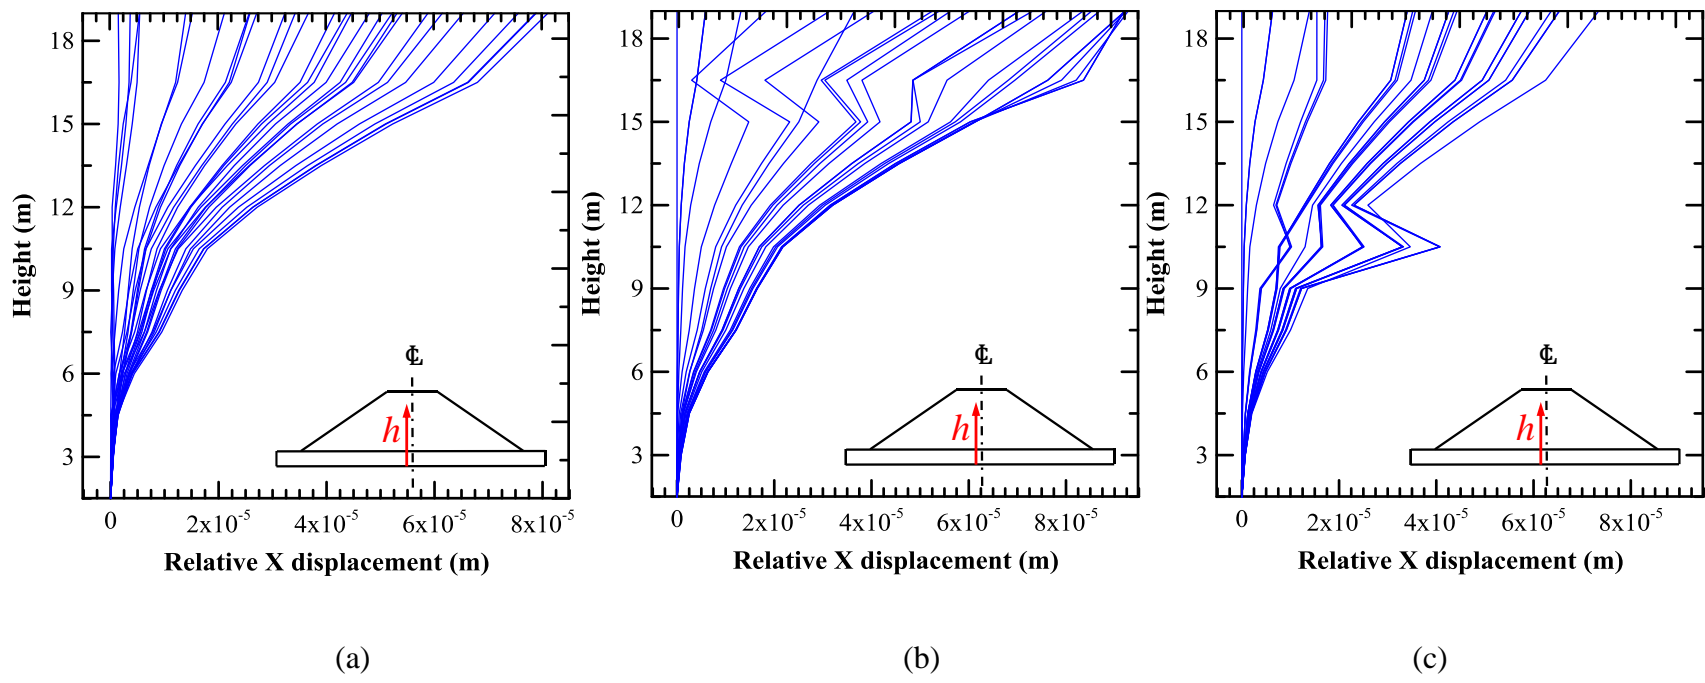 18
15
12
9
6
3
Height (m)
0 2x10⁻⁵ 4x10⁻⁵ 6x10⁻⁵ 8x10⁻⁵
Relative X displacement (m)
℄
h
(a)
18
15
12
9
6
3
Height (m)
0 2x10⁻⁵ 4x10⁻⁵ 6x10⁻⁵ 8x10⁻⁵
Relative X displacement (m)
℄
h
(b)
18
15
12
9
6
3
Height (m)
0 2x10⁻⁵ 4x10⁻⁵ 6x10⁻⁵ 8x10⁻⁵
Relative X displacement (m)
℄
h
(c)